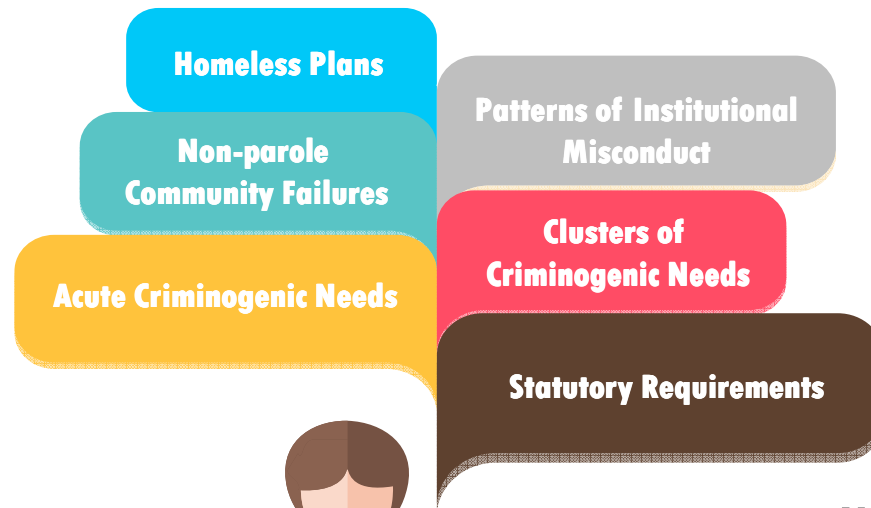 Homeless Plans
Patterns of Institutional
Misconduct
Non-parole
Community Failures
Clusters of
Criminogenic Needs
Acute Criminogenic Needs
Statutory Requirements